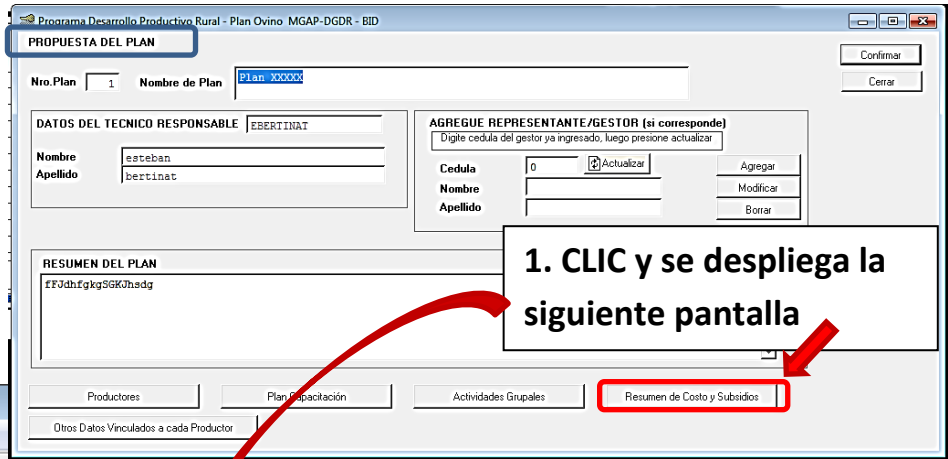 Programa Desarrollo Productivo Rural - Plan Ovino MGAP-DGDR - BID
PROPUESTA DEL PLAN
Confirmar
Nro.Plan 1 Nombre de Plan Plan XXXXX
Cerrar
DATOS DEL TECNICO RESPONSABLE EBERTINAT
Nombre esteban
Apellido bertinat
AGREGUE REPRESENTANTE/GESTOR (si corresponde)
Digite cedula del gestor ya ingresado, luego presione actualizar
Cedula 0 Actualizar Agregar
Nombre Modificar
Apellido Borrar
RESUMEN DEL PLAN
fFJdhfgkgSGKJhsdg
1. CLIC y se despliega la
siguiente pantalla
Productores Plan Capacitación Actividades Grupales Resumen de Costo y Subsidios
Otros Datos Vinculados a cada Productor